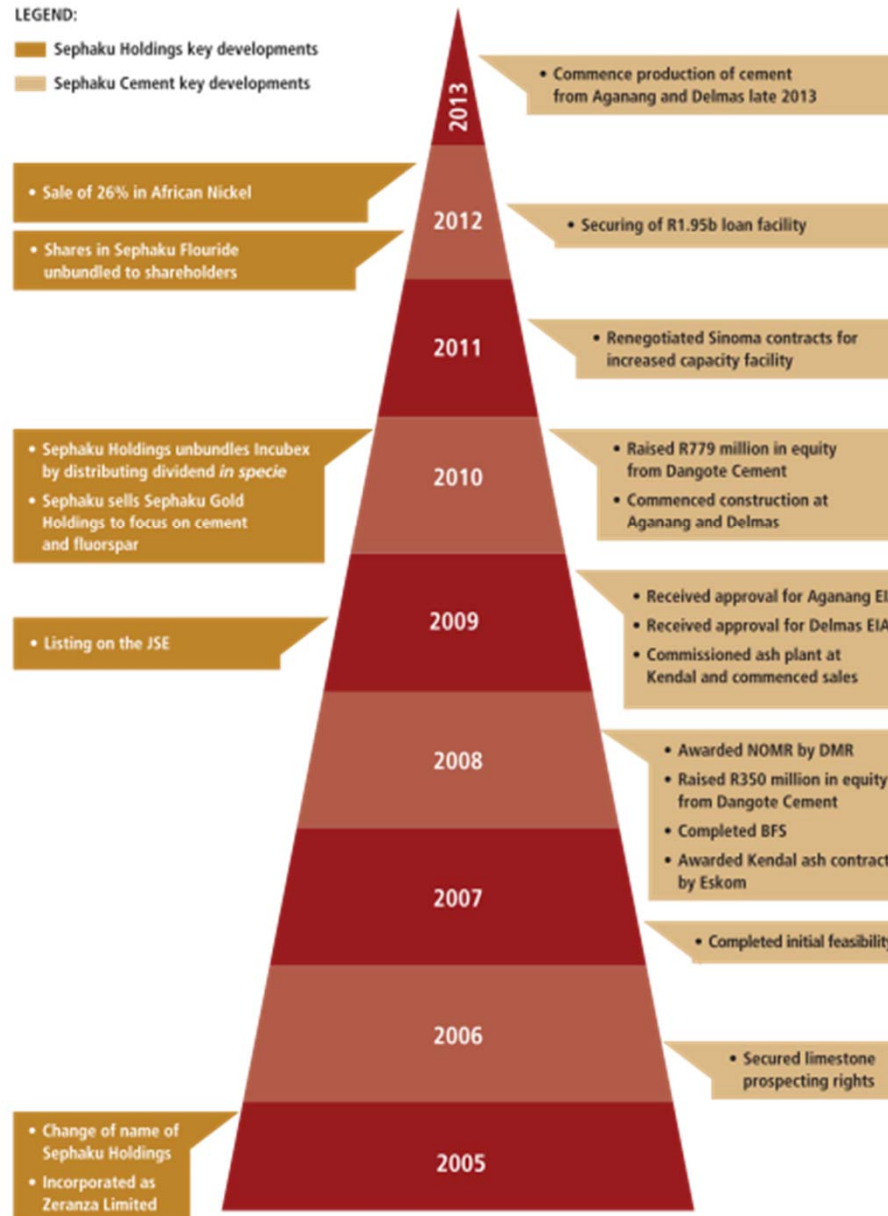 LEGEND:
Sephaku Holdings key developments
Sephaku Cement key developments
2013
• Commence production of cement
from Aganang and Delmas late 2013
• Sale of 26% in African Nickel
• Shares in Sephaku Flouride
unbundled to shareholders
2012
• Securing of R1.95b loan facility
2011
• Renegotiated Sinoma contracts for
increased capacity facility
• Sephaku Holdings unbundles Incubex
by distributing dividend in specie
• Sephaku sells Sephaku Gold
Holdings to focus on cement
and fluorspar
2010
• Raised R779 million in equity
from Dangote Cement
• Commenced construction at
Aganang and Delmas
• Listing on the JSE
2009
• Received approval for Aganang EI
• Received approval for Delmas EIA
• Commissioned ash plant at
Kendal and commenced sales
2008
• Awarded NOMR by DMR
• Raised R350 million in equity
from Dangote Cement
• Completed BFS
• Awarded Kendal ash contract
by Eskom
2007
• Completed initial feasibility
2006
• Secured limestone
prospecting rights
• Change of name of
Sephaku Holdings
• Incorporated as
Zeranza Limited
2005